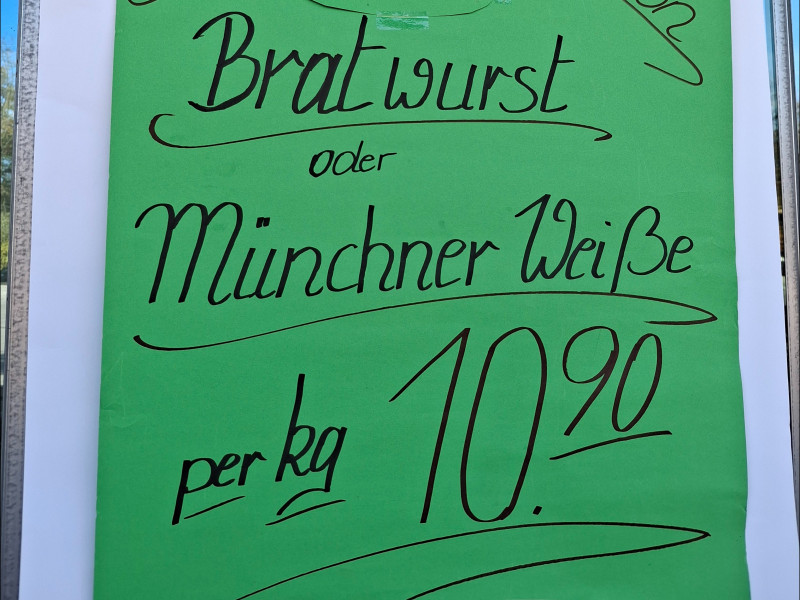 Bratwurst
oder
Münchner Weiße
per kg 10.90